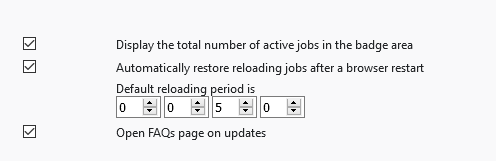 Display the total number of active jobs in the badge area
Automatically restore reloading jobs after a browser restart
Default reloading period is
0 0 5 0
Open FAQs page on updates